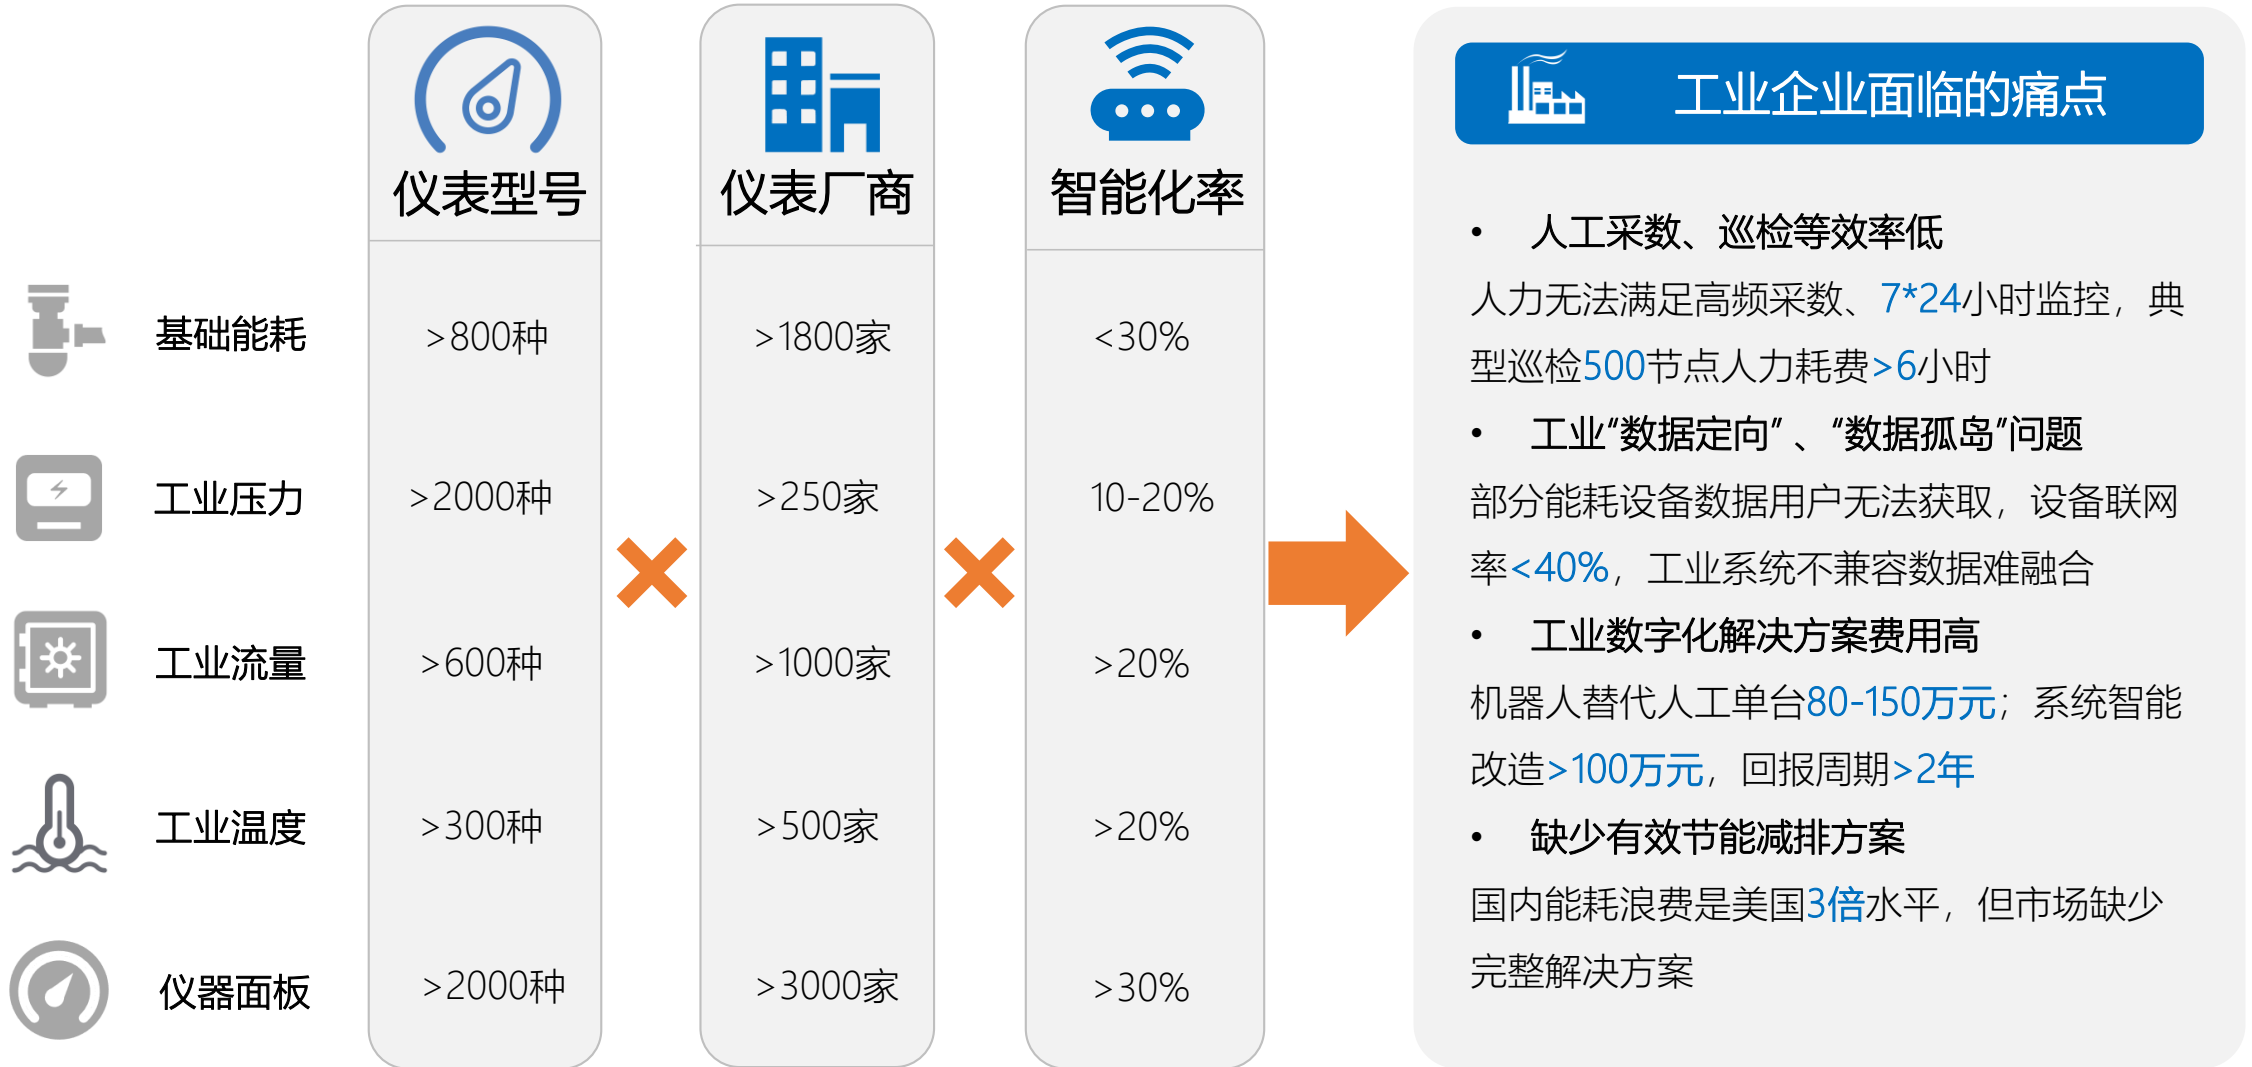 仪表型号
仪表厂商
智能化率
基础能耗 >800种 >1800家 <30%
工业压力 >2000种 >250家 10-20%
工业流量 >600种 >1000家 >20%
工业温度 >300种 >500家 >20%
仪器面板 >2000种 >3000家 >30%
工业企业面临的痛点
• 人工采数、巡检等效率低
人力无法满足高频采数、7*24小时监控，典
型巡检500节点人力耗费>6小时
• 工业“数据定向”、“数据孤岛”问题
部分能耗设备数据用户无法获取，设备联网
率<40%，工业系统不兼容数据难融合
• 工业数字化解决方案费用高
机器人替代人工单台80-150万元；系统智能
改造>100万元，回报周期>2年
• 缺少有效节能减排方案
国内能耗浪费是美国3倍水平，但市场缺少
完整解决方案